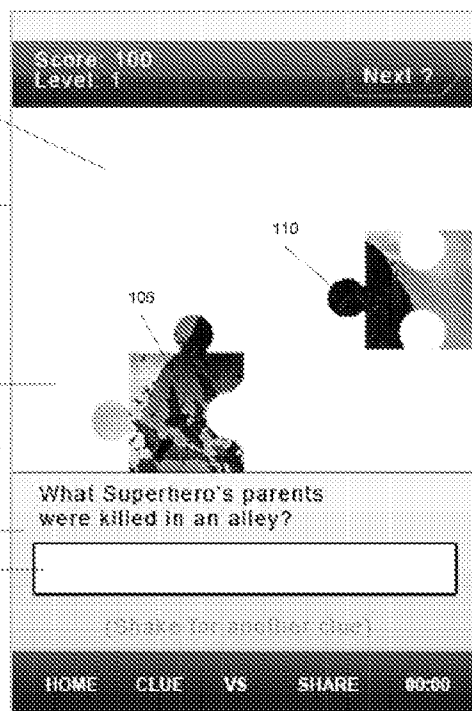 Score 100
Level 1
Next ?
110
105
What Superhero's parents
were killed in an alley?
(Shake for another clue)
HOME CLUE VS SHARE 00:00